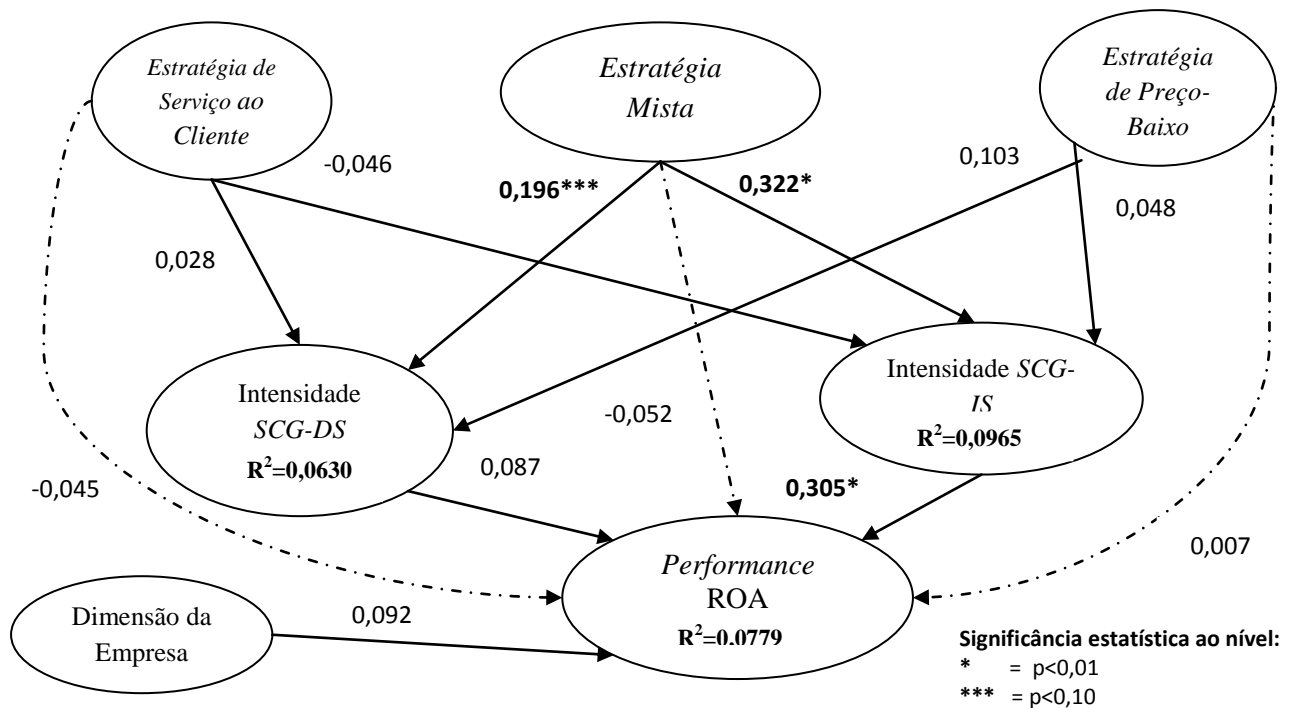 Estratégia de
Serviço ao
Cliente
Estratégia
Mista
Estratégia
de Preço-
Baixo
-0,046
0,196***
0,322*
0,103
0,048
0,028
Intensidade
SCG-DS
R²=0,0630
Intensidade SCG-
IS
R²=0,0965
-0,052
-0,045
0,087
0,305*
0,007
Performance
ROA
R²=0.0779
Dimensão da
Empresa
0,092
Significância estatística ao nível:
* = p<0,01
*** = p<0,10